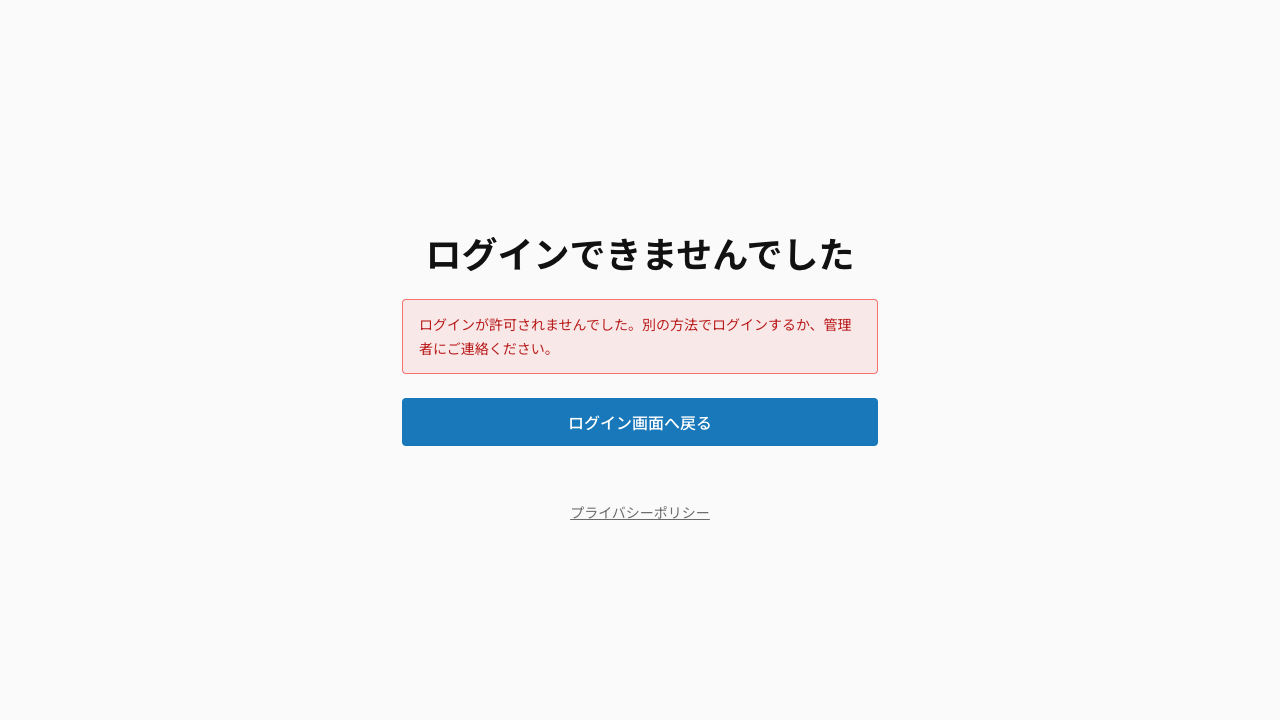 ログインできませんでした
ログインが許可されませんでした。別の方法でログインするか、管理
者にご連絡ください。
ログイン画面へ戻る
プライバシーポリシー